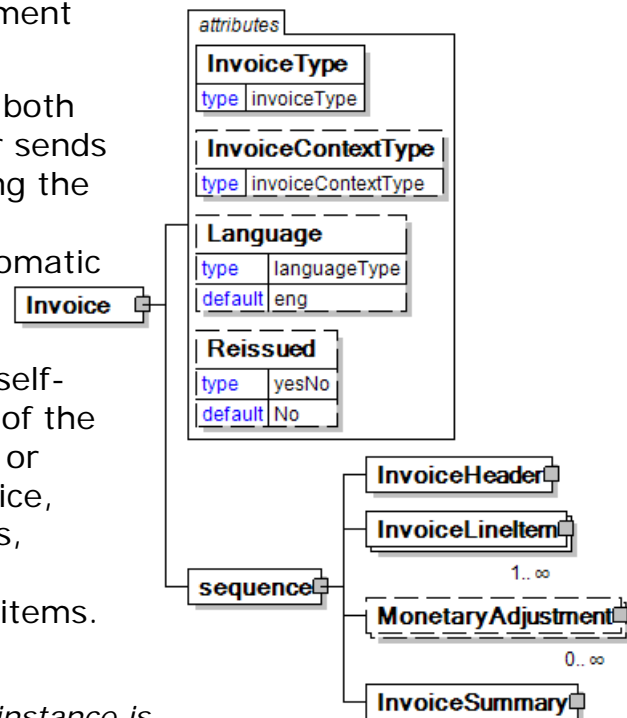 ment
both
r sends
ng the
omatic
self-
of the
or
ice,
s,
items.
instance is
attributes
InvoiceType
type invoiceType
InvoiceContextType
type invoiceContextType
Language
type languageType
default eng
Invoice
Reissued
type yesNo
default No
InvoiceHeader
InvoiceLineItem
1.. ∞
sequence
MonetaryAdjustment
0.. ∞
InvoiceSummary